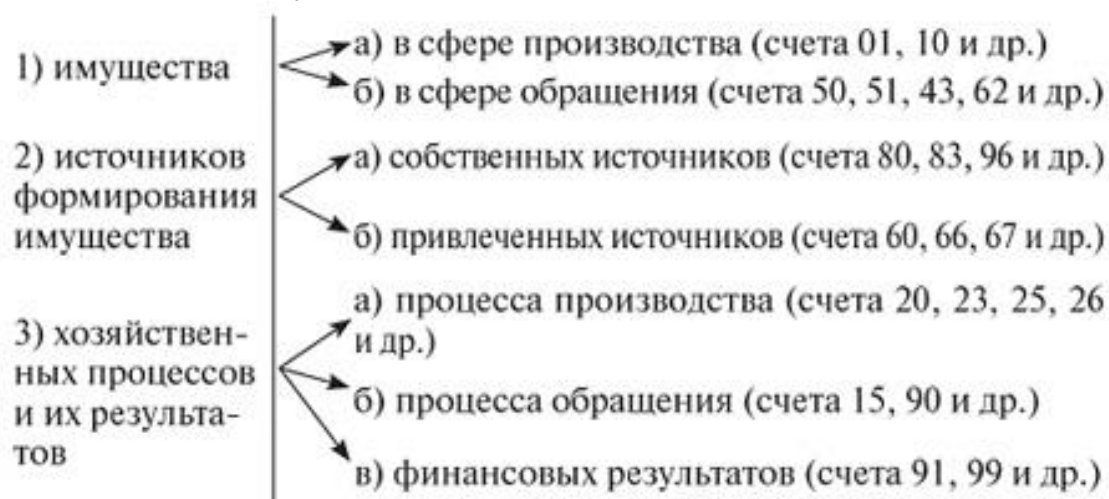 1) имущества
а) в сфере производства (счета 01, 10 и др.)
б) в сфере обращения (счета 50, 51, 43, 62 и др.)
2) источников
формирования
имущества
а) собственных источников (счета 80, 83, 96 и др.)
б) привлеченных источников (счета 60, 66, 67 и др.)
3) хозяйствен-
ных процессов
и их результа-
тов
а) процесса производства (счета 20, 23, 25, 26
и др.)
б) процесса обращения (счета 15, 90 и др.)
в) финансовых результатов (счета 91, 99 и др.)